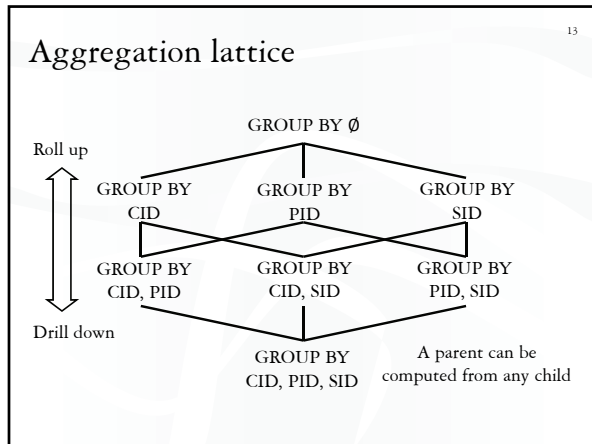 13
Aggregation lattice
GROUP BY Ø
Roll up
GROUP BY
CID
GROUP BY
PID
GROUP BY
SID
GROUP BY
CID, PID
GROUP BY
CID, SID
GROUP BY
PID, SID
Drill down
GROUP BY
CID, PID, SID
A parent can be
computed from any child